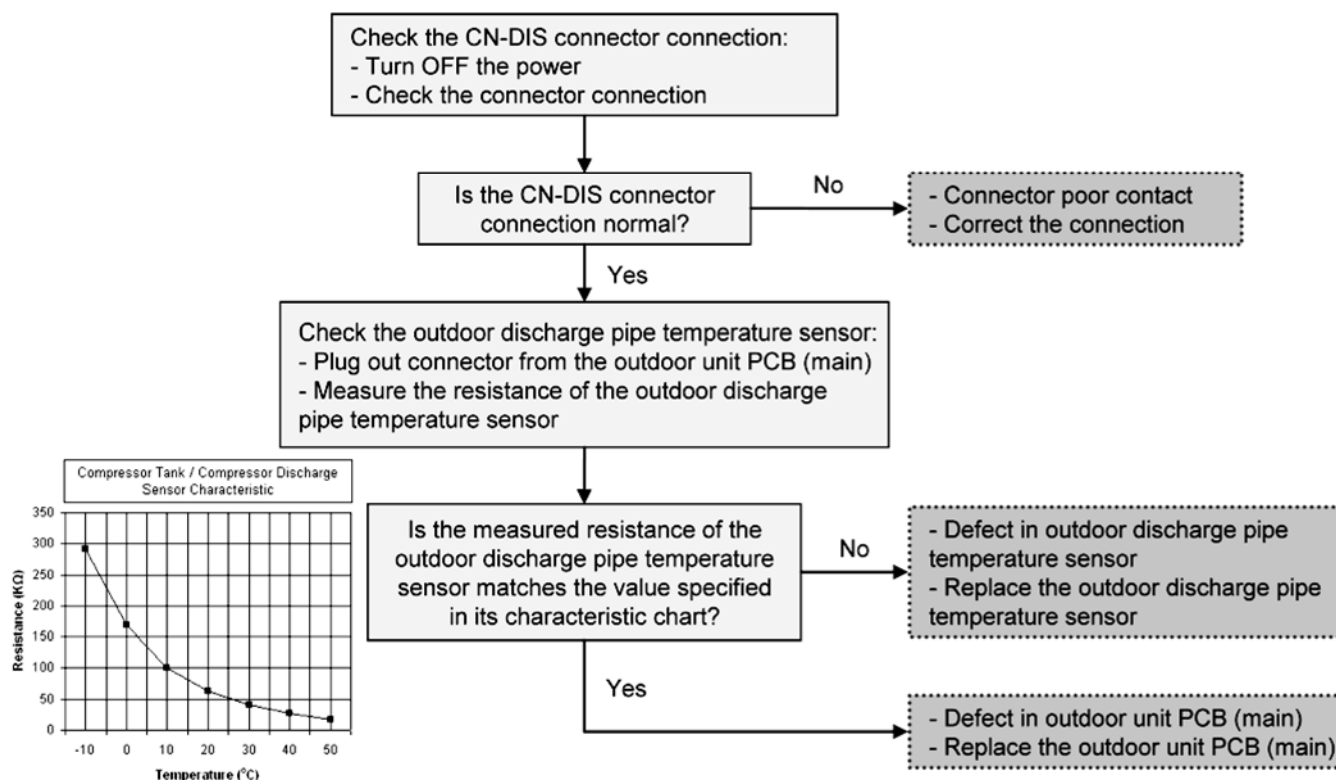 Check the CN-DIS connector connection:
- Turn OFF the power
- Check the connector connection
Is the CN-DIS connector
connection normal?
No
- Connector poor contact
- Correct the connection
Yes
Check the outdoor discharge pipe temperature sensor:
- Plug out connector from the outdoor unit PCB (main)
- Measure the resistance of the outdoor discharge
pipe temperature sensor
Compressor Tank / Compressor Discharge
Sensor Characteristic
Resistance (KΩ)
350
300
250
200
150
100
50
0
-10 0 10 20 30 40 50
Temperature (°C)
Is the measured resistance of the
outdoor discharge pipe temperature
sensor matches the value specified
in its characteristic chart?
No
- Defect in outdoor discharge pipe
temperature sensor
- Replace the outdoor discharge pipe
temperature sensor
Yes
- Defect in outdoor unit PCB (main)
- Replace the outdoor unit PCB (main)